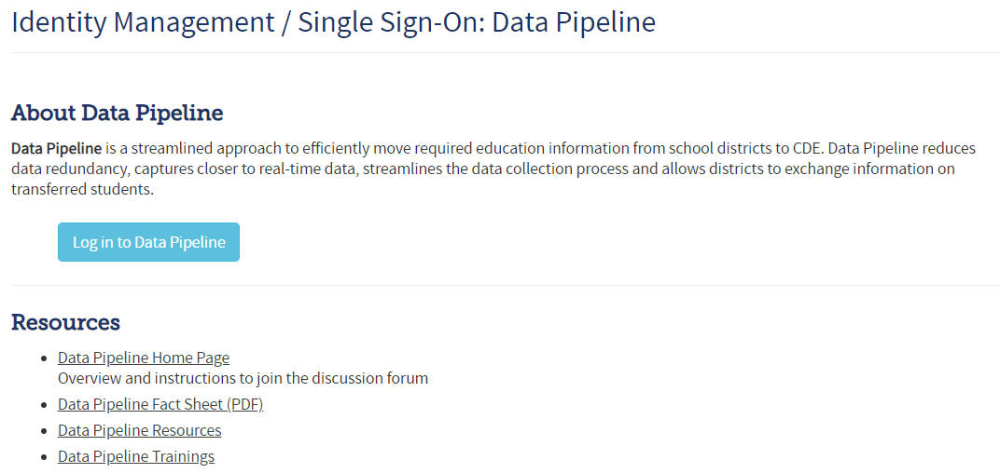 Identity Management / Single Sign-On: Data Pipeline
About Data Pipeline
Data Pipeline is a streamlined approach to efficiently move required education information from school districts to CDE. Data Pipeline reduces
data redundancy, captures closer to real-time data, streamlines the data collection process and allows districts to exchange information on
transferred students.
Log in to Data Pipeline
Resources
Data Pipeline Home Page
Overview and instructions to join the discussion forum
Data Pipeline Fact Sheet (PDF)
Data Pipeline Resources
Data Pipeline Trainings